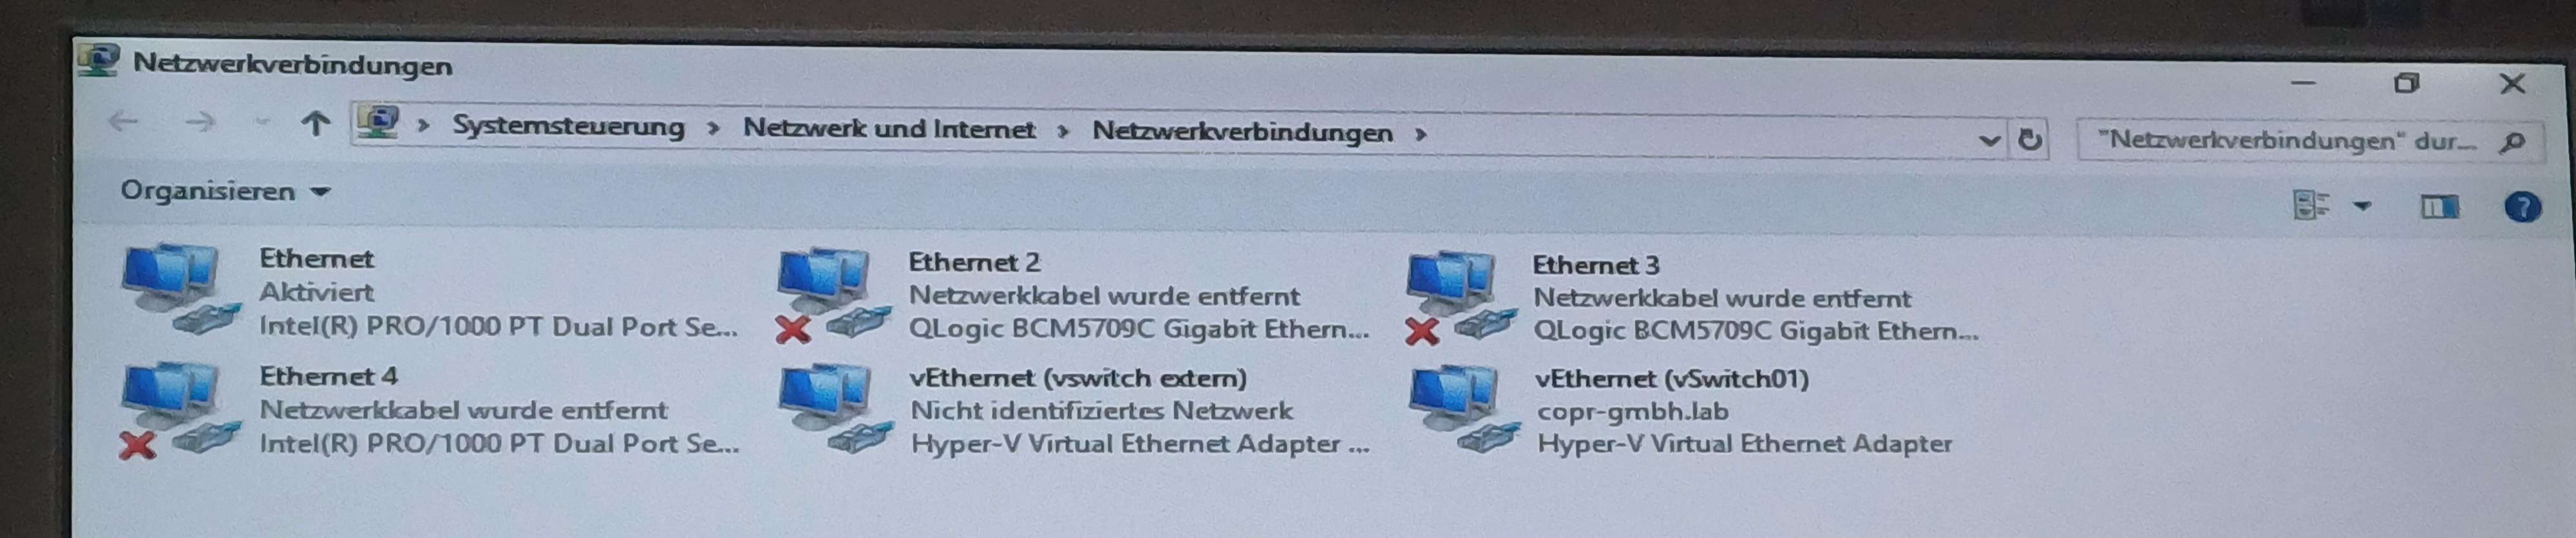 Netzwerkverbindungen
Systemsteuerung › Netzwerk und Internet › Netzwerkverbindungen ›
"Netzwerkverbindungen" dur...
Organisieren
Ethernet
Aktiviert
Intel(R) PRO/1000 PT Dual Port Se...
Ethernet 2
Netzwerkkabel wurde entfernt
QLogic BCM5709C Gigabit Ethern...
Ethernet 3
Netzwerkkabel wurde entfernt
QLogic BCM5709C Gigabit Ethern...
Ethernet 4
Netzwerkkabel wurde entfernt
Intel(R) PRO/1000 PT Dual Port Se...
vEthernet (vswitch extern)
Nicht identifiziertes Netzwerk
Hyper-V Virtual Ethernet Adapter ...
vEthernet (vSwitch01)
copr-gmbh.lab
Hyper-V Virtual Ethernet Adapter